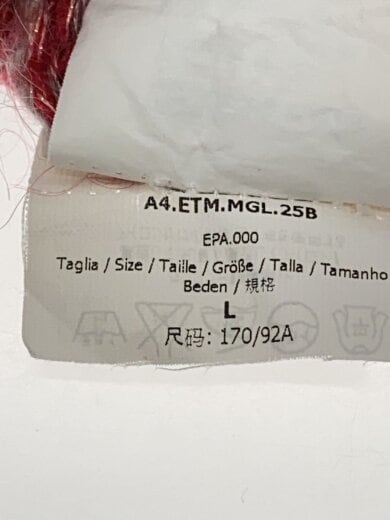 A4.ETM.MGL.25B
EPA.000
Taglia / Size / Taille / Größe / Talla / Tamanho
Beden / 規格
L
尺码: 170/92A